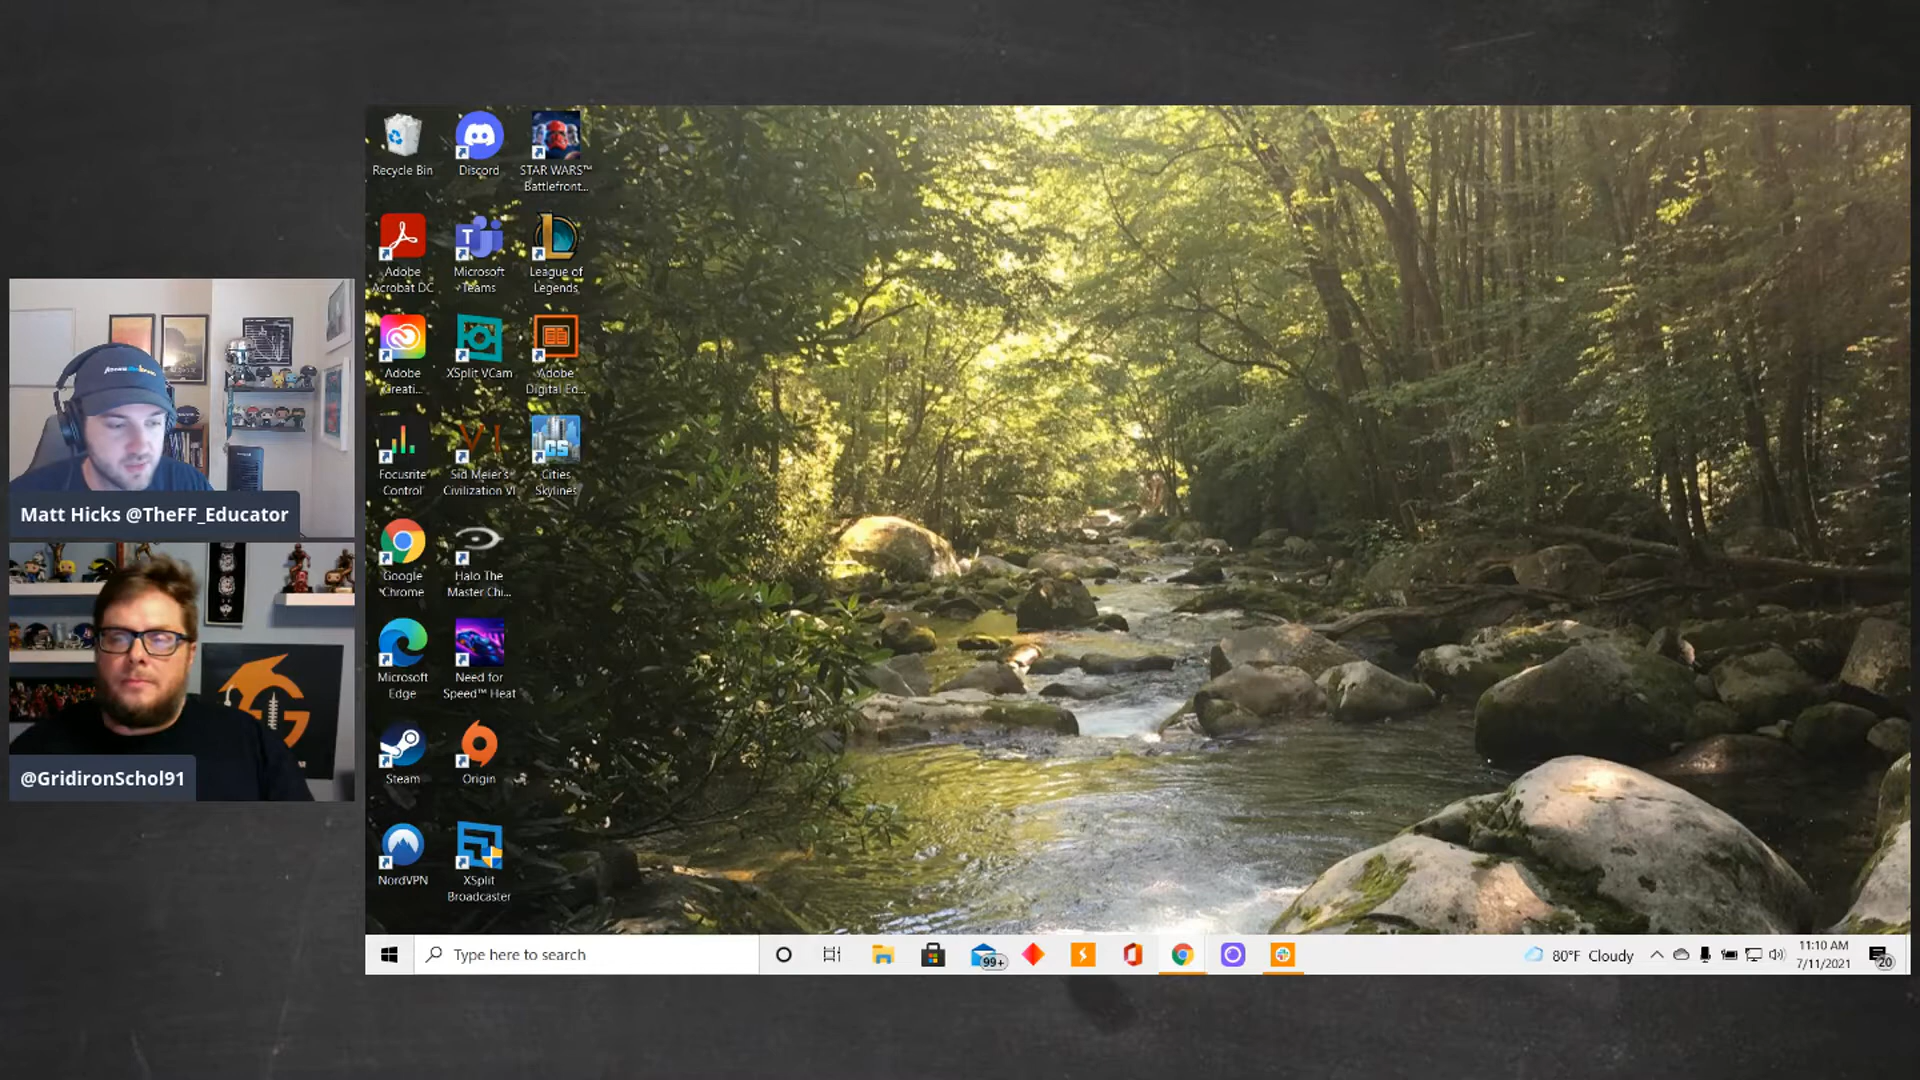 Recycle Bin
Discord
STAR WARS™
Battlefront...
Adobe
Acrobat DC
Microsoft
Teams
League of
Legends
Adobe
Creati...
XSplit VCam
Adobe
Digital Ed...
CS
Focusrite
Control
VI
Sid Meier's
Civilization VI
Cities
Skylines
Google
Chrome
Halo The
Master Chi...
Microsoft
Edge
Need for
Speed™ Heat
Steam
Origin
NordVPN
XSplit
Broadcaster
Matt Hicks @TheFF_Educator
@GridironSchol91
Type here to search
99+
80°F Cloudy
11:10 AM
7/11/2021
20